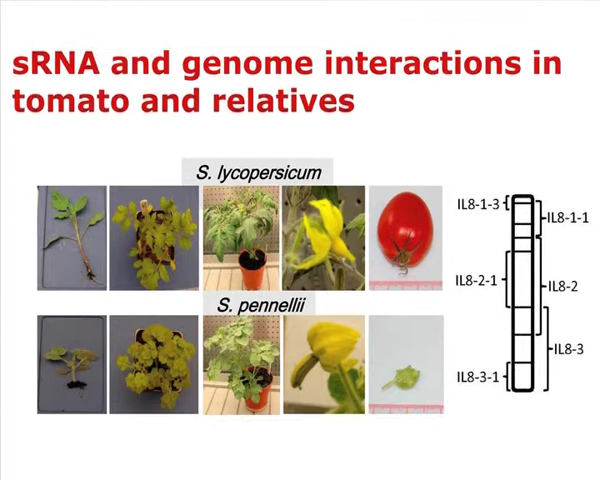 sRNA and genome interactions in
tomato and relatives
S. lycopersicum
S. pennellii
IL8-1-3
IL8-1-1
IL8-2-1
IL8-2
IL8-3
IL8-3-1